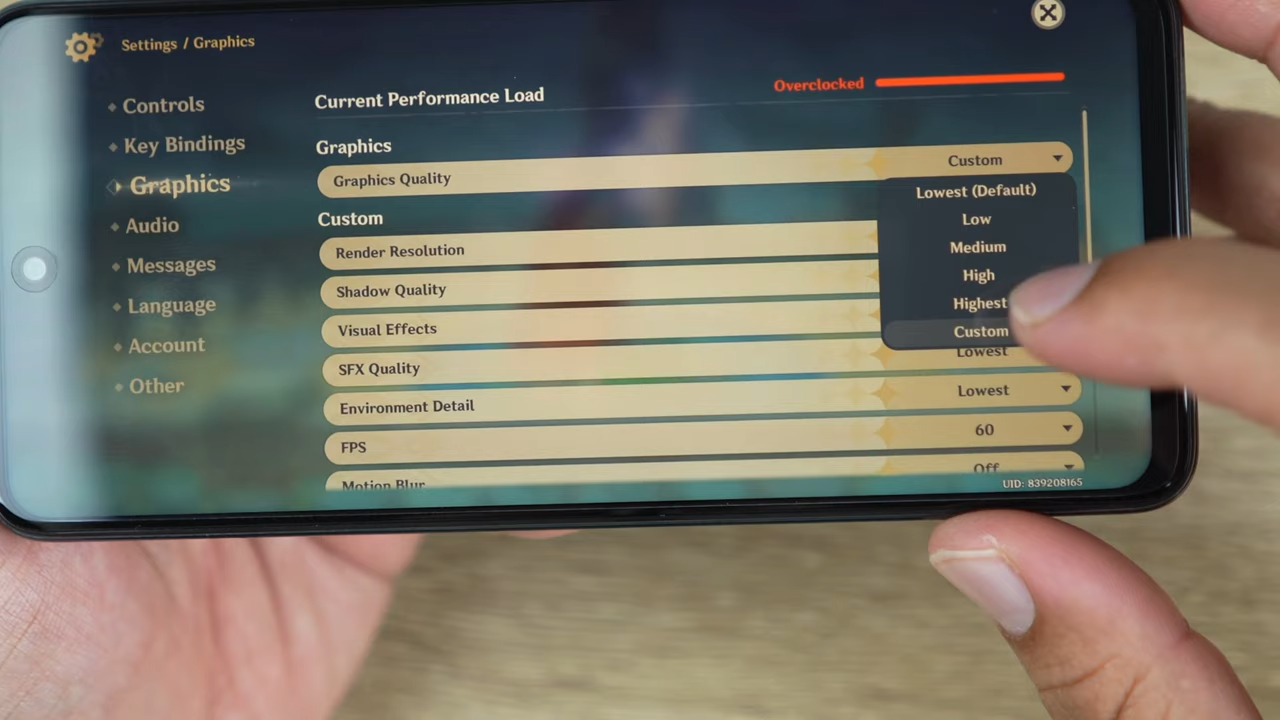 Settings / Graphics
Controls
Key Bindings
Graphics
Audio
Messages
Language
Account
Other
Current Performance Load
Overclocked
Graphics
Graphics Quality
Custom
Lowest (Default)
Low
Medium
High
Highest
Custom
Custom
Render Resolution
Shadow Quality
Visual Effects
SFX Quality
Lowest
Environment Detail
Lowest
FPS
60
Motion Blur
Off
UID: 839208165